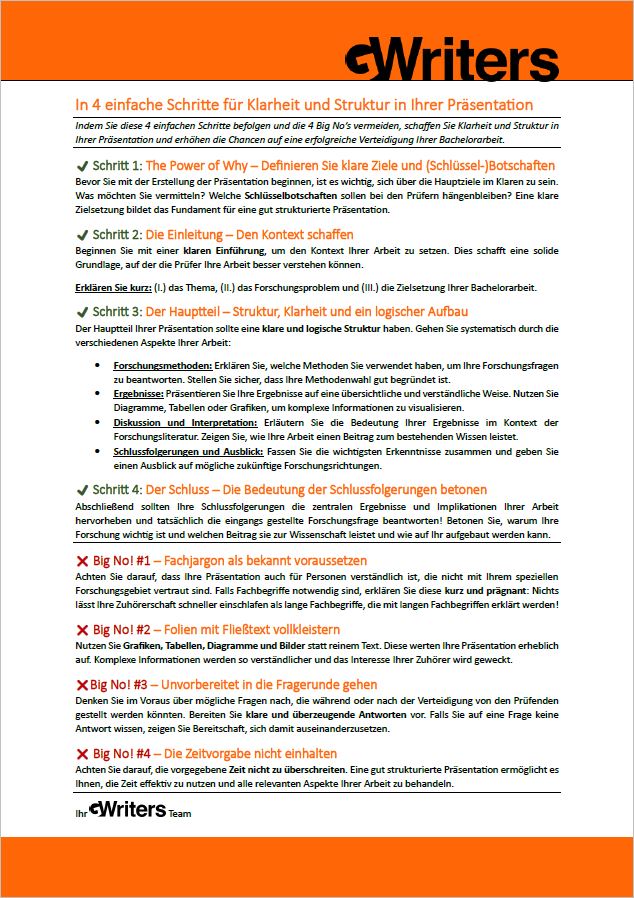 GWriters
In 4 einfache Schritte für Klarheit und Struktur in Ihrer Präsentation
Indem Sie diese 4 einfachen Schritte befolgen und die 4 Big No's vermeiden, schaffen Sie Klarheit und Struktur in
Ihrer Präsentation und erhöhen die Chancen auf eine erfolgreiche Verteidigung Ihrer Bachelorarbeit.
Schritt 1: The Power of Why – Definieren Sie klare Ziele und (Schlüssel-)Botschaften
Bevor Sie mit der Erstellung der Präsentation beginnen, ist es wichtig, sich über die Hauptziele im Klaren zu sein.
Was möchten Sie vermitteln? Welche Schlüsselbotschaften sollen bei den Prüfern hängenbleiben? Eine klare
Zielsetzung bildet das Fundament für eine gut strukturierte Präsentation.
Schritt 2: Die Einleitung – Den Kontext schaffen
Beginnen Sie mit einer klaren Einführung, um den Kontext Ihrer Arbeit zu setzen. Dies schafft eine solide
Grundlage, auf der die Prüfer Ihre Arbeit besser verstehen können.
Erklären Sie kurz: (I.) das Thema, (II.) das Forschungsproblem und (III.) die Zielsetzung Ihrer Bachelorarbeit.
Schritt 3: Der Hauptteil – Struktur, Klarheit und ein logischer Aufbau
Der Hauptteil Ihrer Präsentation sollte eine klare und logische Struktur haben. Gehen Sie systematisch durch die
verschiedenen Aspekte Ihrer Arbeit:
• Forschungsmethoden: Erklären Sie, welche Methoden Sie verwendet haben, um Ihre Forschungsfragen
zu beantworten. Stellen Sie sicher, dass Ihre Methodenwahl gut begründet ist.
• Ergebnisse: Präsentieren Sie Ihre Ergebnisse auf eine übersichtliche und verständliche Weise. Nutzen Sie
Diagramme, Tabellen oder Grafiken, um komplexe Informationen zu visualisieren.
• Diskussion und Interpretation: Erläutern Sie die Bedeutung Ihrer Ergebnisse im Kontext der
Forschungsliteratur. Zeigen Sie, wie Ihre Arbeit einen Beitrag zum bestehenden Wissen leistet.
• Schlussfolgerungen und Ausblick: Fassen Sie die wichtigsten Erkenntnisse zusammen und geben Sie
einen Ausblick auf mögliche zukünftige Forschungsrichtungen.
Schritt 4: Der Schluss – Die Bedeutung der Schlussfolgerungen betonen
Abschließend sollten Ihre Schlussfolgerungen die zentralen Ergebnisse und Implikationen Ihrer Arbeit
hervorheben und tatsächlich die eingangs gestellte Forschungsfrage beantworten! Betonen Sie, warum Ihre
Forschung wichtig ist und welchen Beitrag sie zur Wissenschaft leistet und wie auf Ihr aufgebaut werden kann.
Big No! #1 – Fachjargon als bekannt voraussetzen
Achten Sie darauf, dass Ihre Präsentation auch für Personen verständlich ist, die nicht mit Ihrem speziellen
Forschungsgebiet vertraut sind. Falls Fachbegriffe notwendig sind, erklären Sie diese kurz und prägnant: Nichts
lässt Ihre Zuhörerschaft schneller einschlafen als lange Fachbegriffe, die mit langen Fachbegriffen erklärt werden!
Big No! #2 – Folien mit Fließtext vollkleistern
Nutzen Sie Grafiken, Tabellen, Diagramme und Bilder statt reinem Text. Diese werten Ihre Präsentation erheblich
auf. Komplexe Informationen werden so verständlicher und das Interesse Ihrer Zuhörer wird geweckt.
Big No! #3 – Unvorbereitet in die Fragerunde gehen
Denken Sie im Voraus über mögliche Fragen nach, die während oder nach der Verteidigung von den Prüfenden
gestellt werden könnten. Bereiten Sie klare und überzeugende Antworten vor. Falls Sie auf eine Frage keine
Antwort wissen, zeigen Sie Bereitschaft, sich damit auseinanderzusetzen.
Big No! #4 – Die Zeitvorgabe nicht einhalten
Achten Sie darauf, die vorgegebene Zeit nicht zu überschreiten. Eine gut strukturierte Präsentation ermöglicht es
Ihnen, die Zeit effektiv zu nutzen und alle relevanten Aspekte Ihrer Arbeit zu behandeln.
Ihr GWriters Team